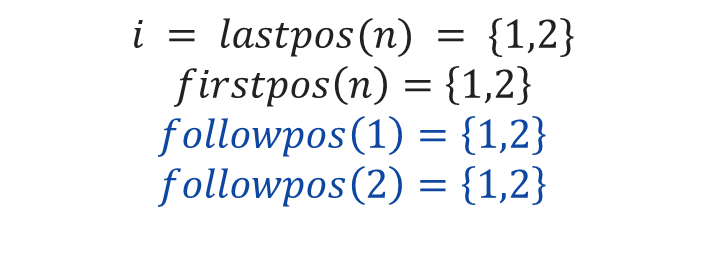 i = lastpos(n) = {1,2}
firstpos(n) = {1,2}
followpos(1) = {1,2}
followpos(2) = {1,2}